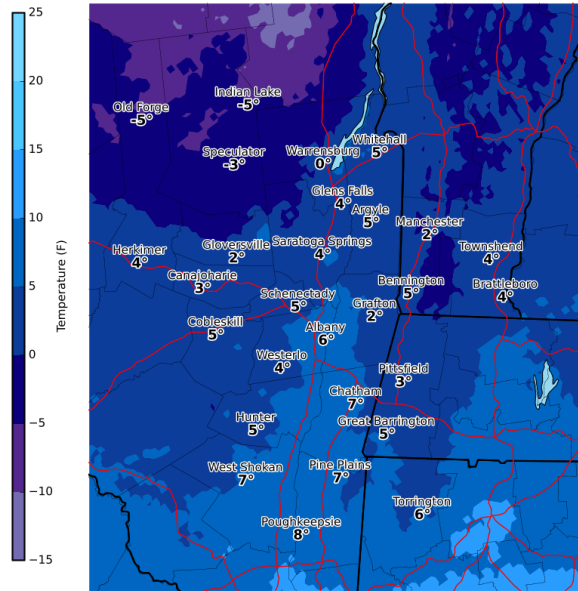 25
20
15
10
5
0
−5
−10
−15
Temperature (F)
Indian Lake
-5°
Old Forge
-5°
Whitehall
5°
Speculator
-3°
Warrensburg
0°
Glens Falls
4°
Argyle
5°
Manchester
2°
Gloversville
2°
Saratoga Springs
4°
Townshend
4°
Herkimer
4°
Canajoharie
3°
Bennington
5°
Brattleboro
4°
Schenectady
5°
Grafton
2°
Cobleskill
5°
Albany
6°
Westerlo
4°
Pittsfield
3°
Chatham
7°
Hunter
5°
Great Barrington
5°
West Shokan
7°
Pine Plains
7°
Torrington
6°
Poughkeepsie
8°